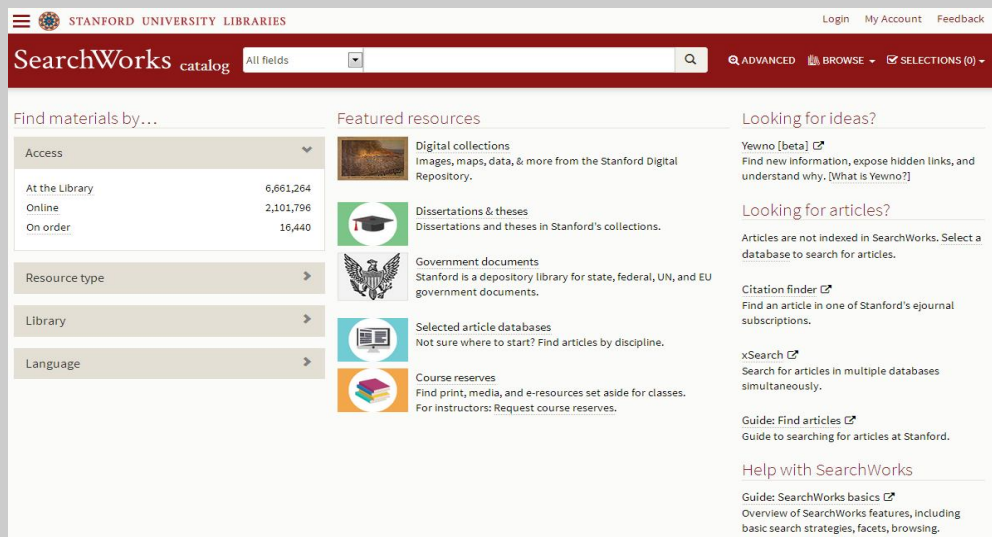 STANFORD UNIVERSITY LIBRARIES
Login My Account Feedback
SearchWorks catalog
All fields
ADVANCED BROWSE SELECTIONS (0)
Find materials by...
Access
At the Library 6,661,264
Online 2,101,796
On order 16,440
Resource type
Library
Language
Featured resources
Digital collections
Images, maps, data, & more from the Stanford Digital
Repository.
Dissertations & theses
Dissertations and theses in Stanford's collections.
Government documents
Stanford is a depository library for state, federal, UN, and EU
government documents.
Selected article databases
Not sure where to start? Find articles by discipline.
Course reserves
Find print, media, and e-resources set aside for classes.
For instructors: Request course reserves.
Looking for ideas?
Yewno [beta]
Find new information, expose hidden links, and
understand why. [What is Yewno?]
Looking for articles?
Articles are not indexed in SearchWorks. Select a
database to search for articles.
Citation finder
Find an article in one of Stanford's ejournal
subscriptions.
xSearch
Search for articles in multiple databases
simultaneously.
Guide: Find articles
Guide to searching for articles at Stanford.
Help with SearchWorks
Guide: SearchWorks basics
Overview of SearchWorks features, including
basic search strategies, facets, browsing.